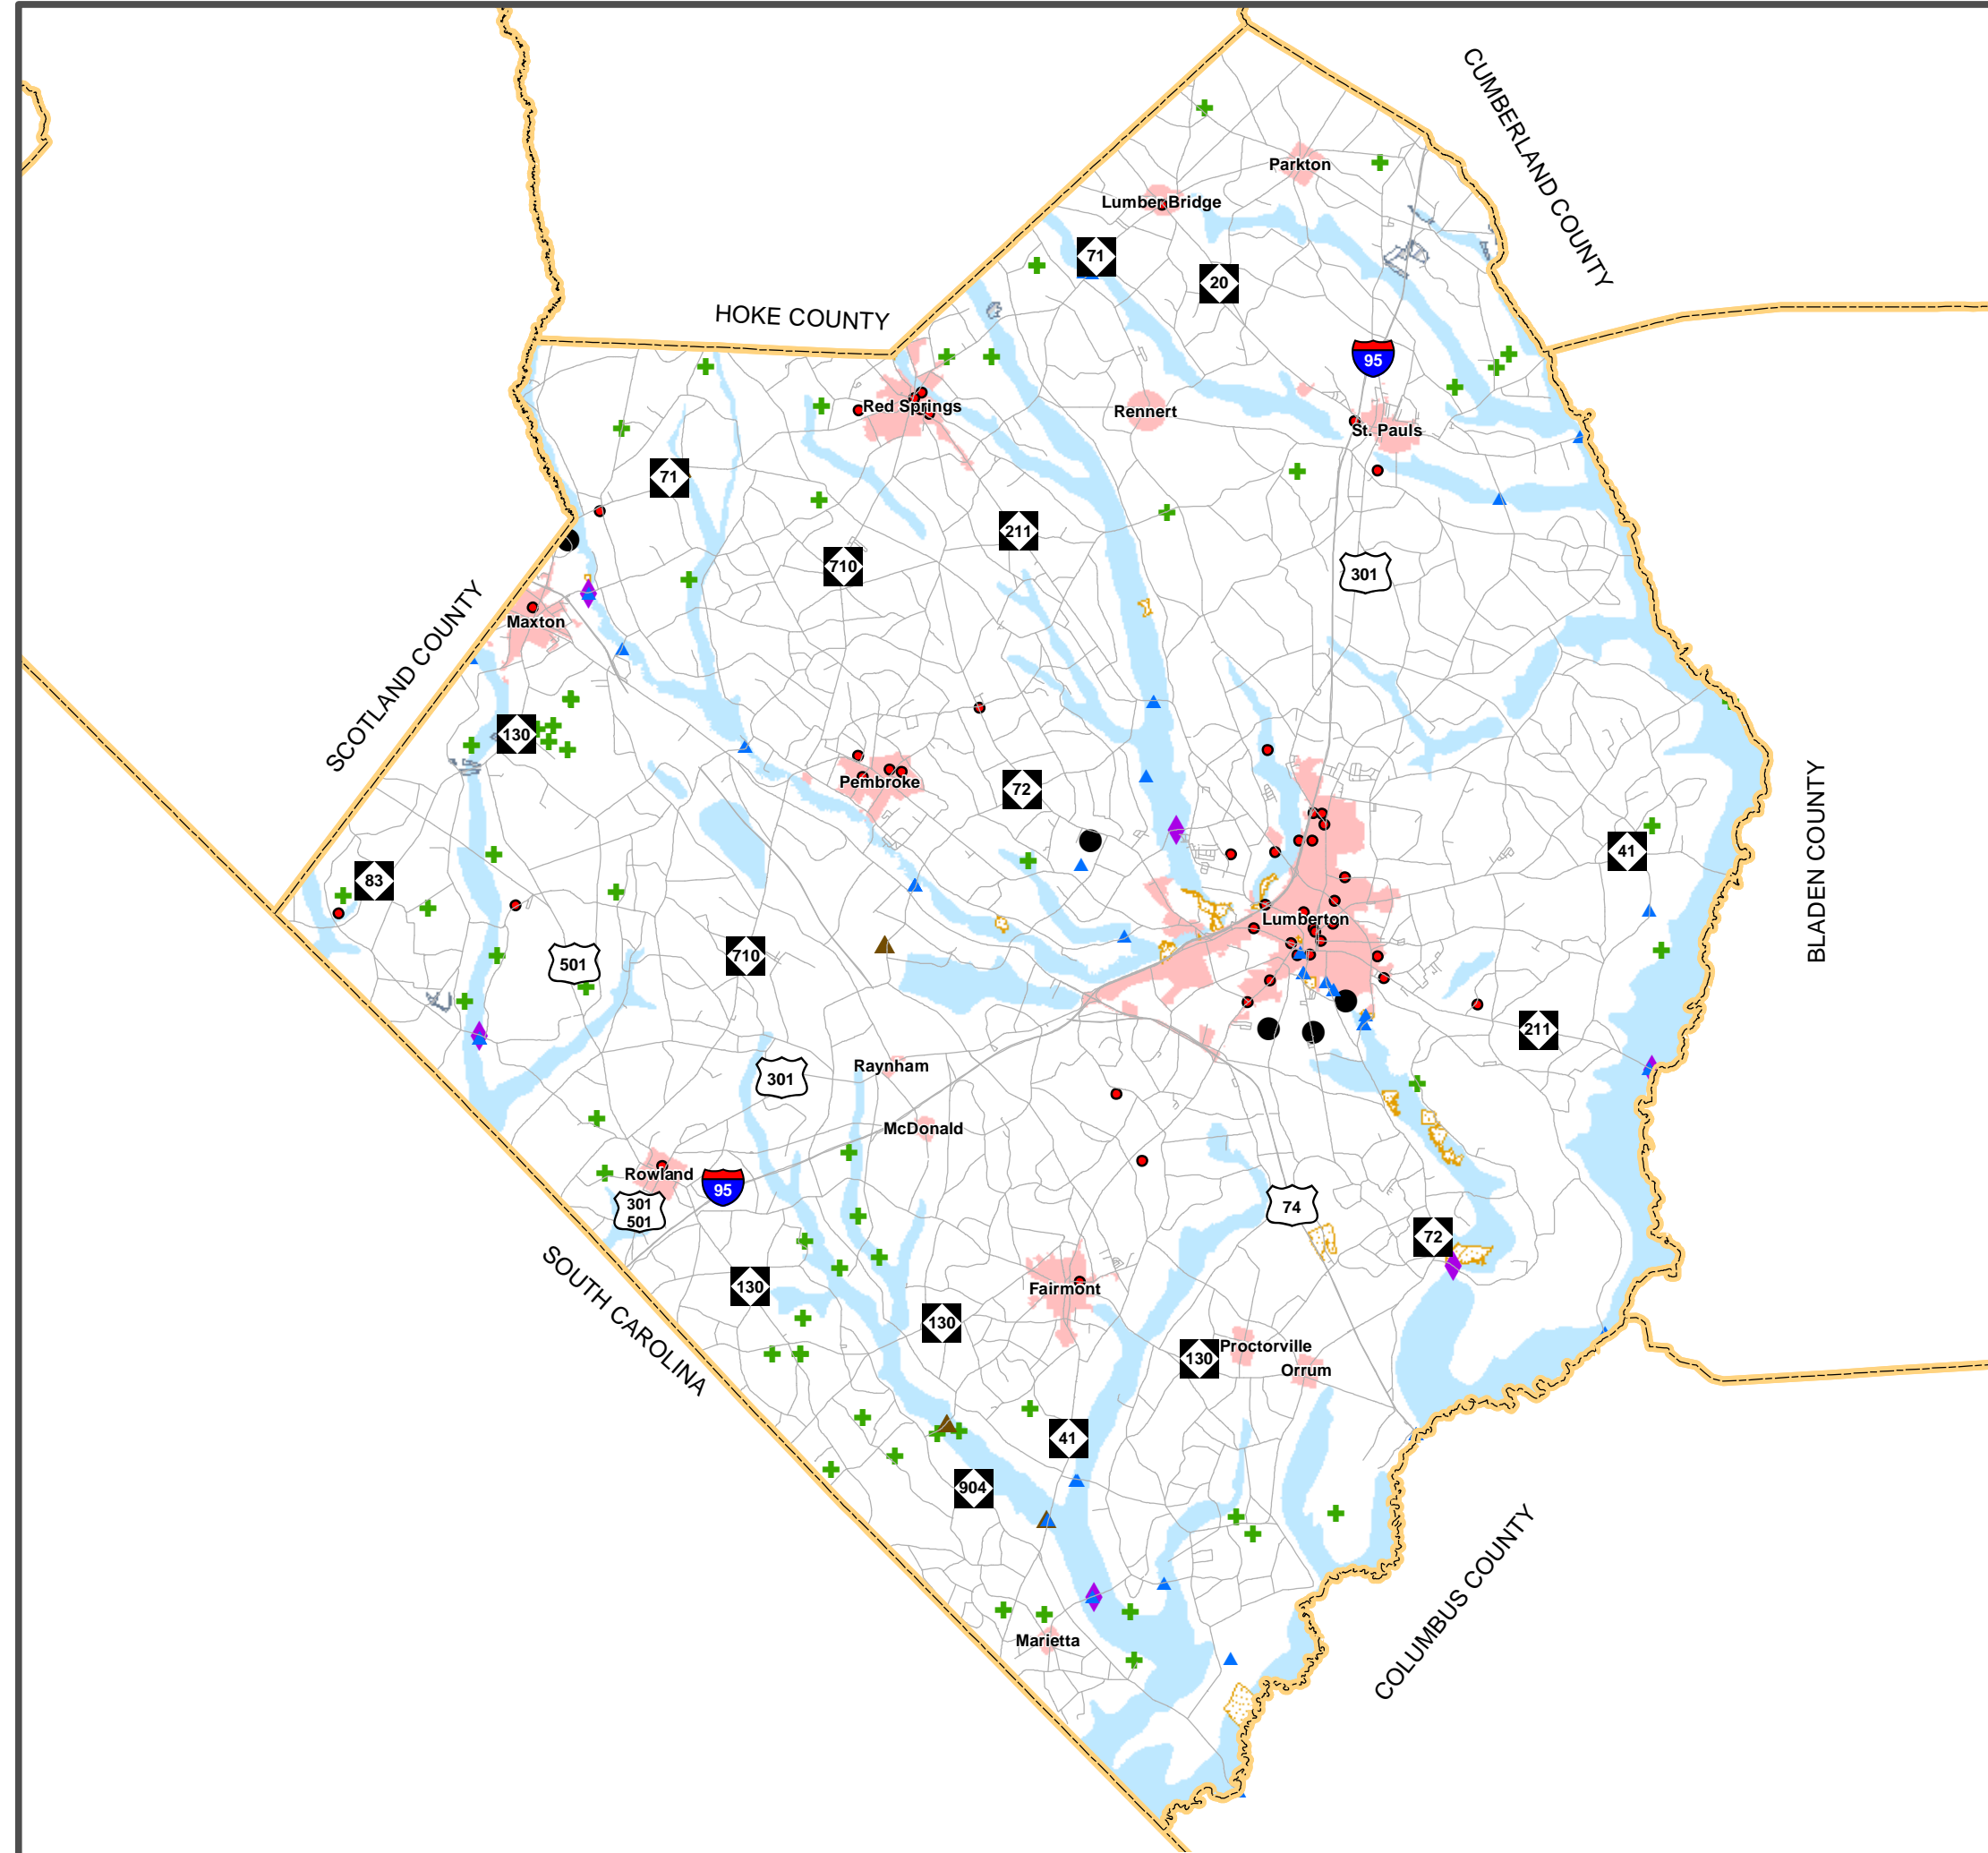 CUMBERLAND COUNTY
Parkton
Lumber Bridge
71
20
HOKE COUNTY
95
Red Springs
Rennert
St. Pauls
71
211
710
301
SCOTLAND COUNTY
Maxton
130
Pembroke
72
BLADEN COUNTY
41
83
Lumberton
501
710
211
Raynham
301
McDonald
Rowland
95
301
501
74
72
SOUTH CAROLINA
130
Fairmont
130
Proctorville
130
Orrum
41
904
COLUMBUS COUNTY
Marietta